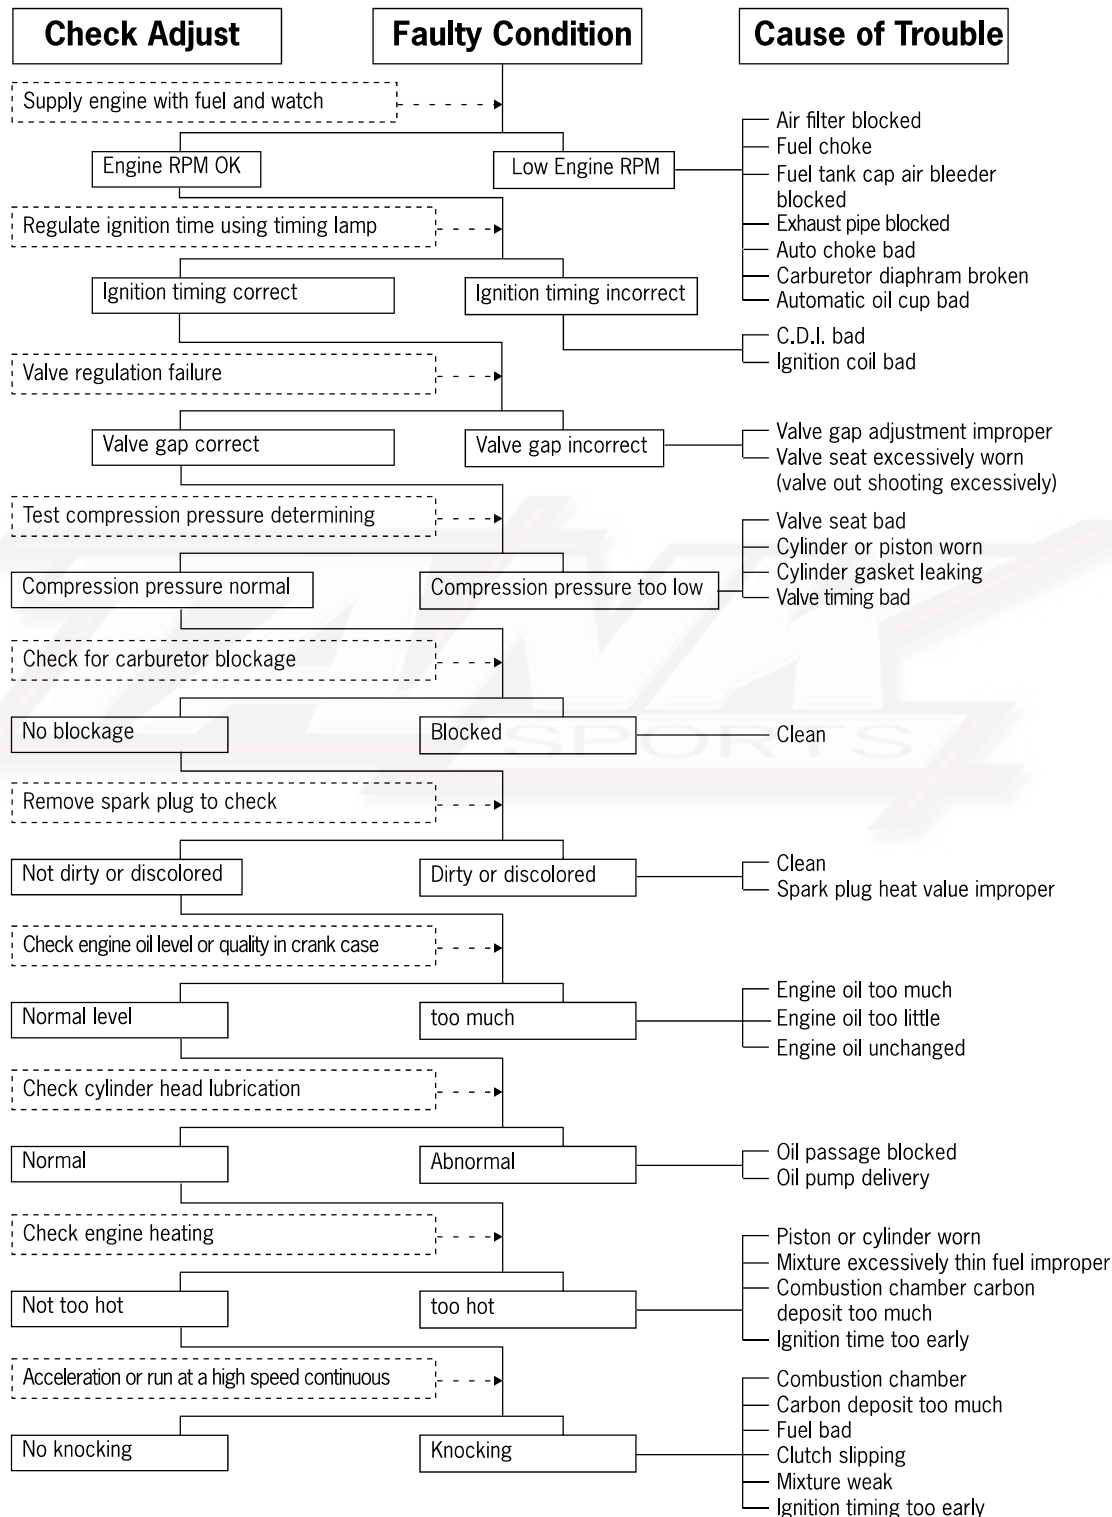 Check Adjust
Faulty Condition
Cause of Trouble
Supply engine with fuel and watch
Engine RPM OK
Low Engine RPM
Air filter blocked
Fuel choke
Fuel tank cap air bleeder
blocked
Exhaust pipe blocked
Auto choke bad
Carburetor diaphram broken
Automatic oil cup bad
Regulate ignition time using timing lamp
Ignition timing correct
Ignition timing incorrect
C.D.I. bad
Ignition coil bad
Valve regulation failure
Valve gap correct
Valve gap incorrect
Valve gap adjustment improper
Valve seat excessively worn
(valve out shooting excessively)
Test compression pressure determining
Compression pressure normal
Compression pressure too low
Valve seat bad
Cylinder or piston worn
Cylinder gasket leaking
Valve timing bad
Check for carburetor blockage
No blockage
Blocked
Clean
Remove spark plug to check
Not dirty or discolored
Dirty or discolored
Clean
Spark plug heat value improper
Check engine oil level or quality in crank case
Normal level
too much
Engine oil too much
Engine oil too little
Engine oil unchanged
Check cylinder head lubrication
Normal
Abnormal
Oil passage blocked
Oil pump delivery
Check engine heating
Not too hot
too hot
Piston or cylinder worn
Mixture excessively thin fuel improper
Combustion chamber carbon
deposit too much
Ignition time too early
Acceleration or run at a high speed continuous
No knocking
Knocking
Combustion chamber
Carbon deposit too much
Fuel bad
Clutch slipping
Mixture weak
Ignition timing too early
TANK
SPORTS